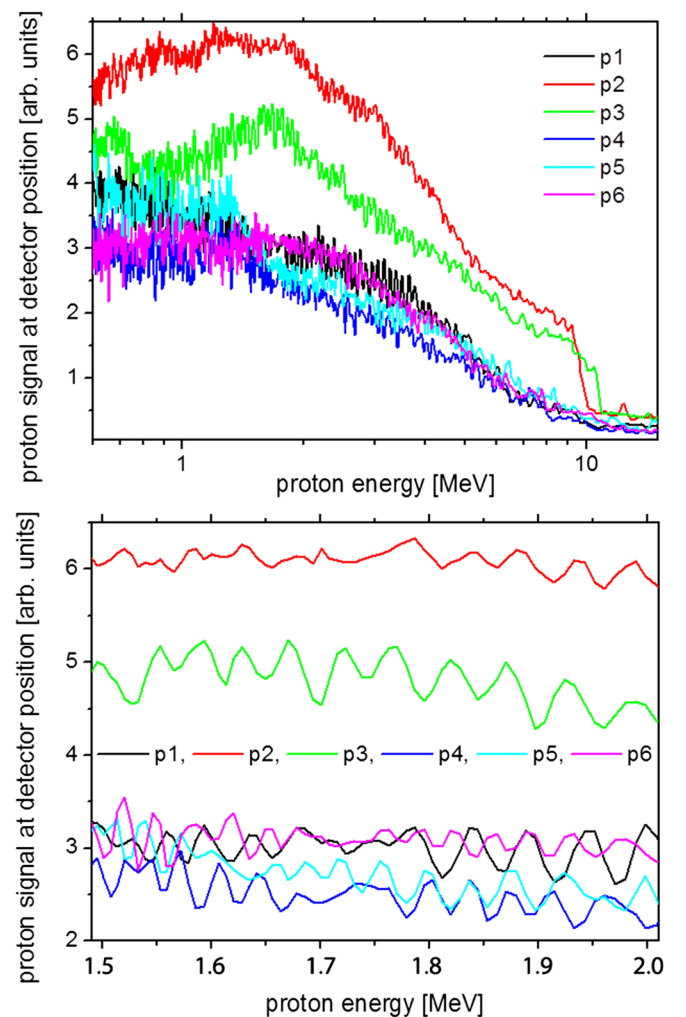 proton signal at detector position [arb. units]
6
5
4
3
2
1
p1
p2
p3
p4
p5
p6
1
10
proton energy [MeV]
proton signal at detector position [arb. units]
6
5
4
3
2
p1, p2, p3, p4, p5, p6
1.5 1.6 1.7 1.8 1.9 2.0
proton energy [MeV]